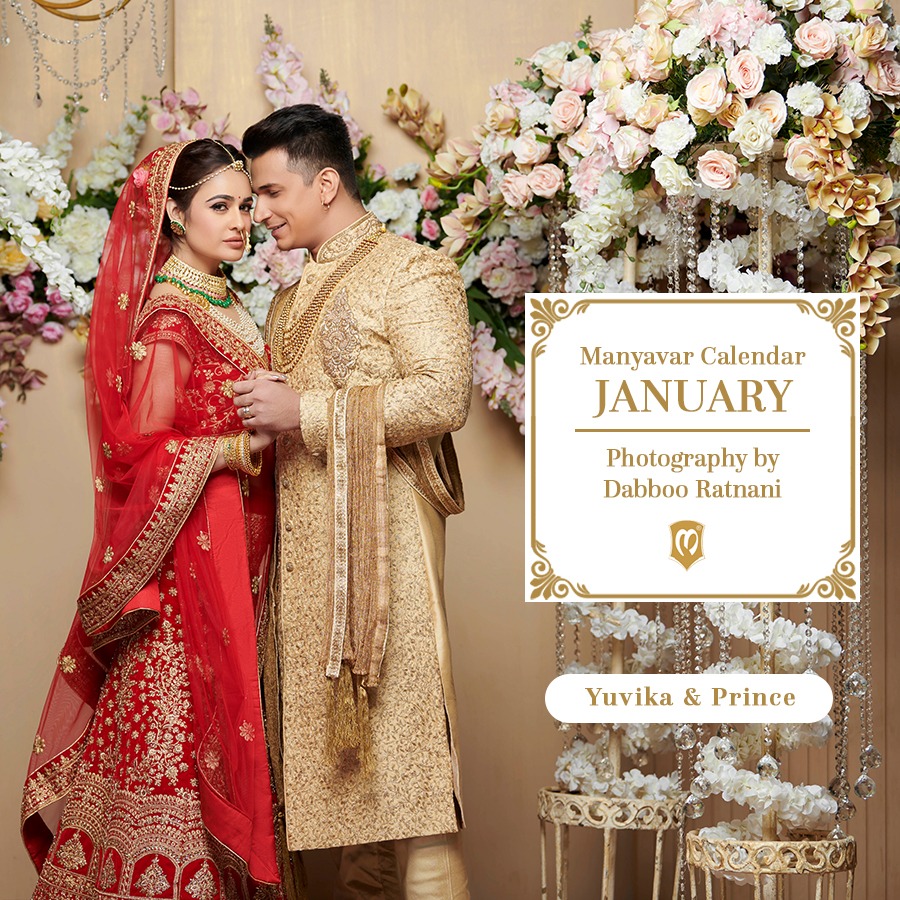 Manyavar Calendar
JANUARY
Photography by
Dabboo Ratnani
Yuvika & Prince